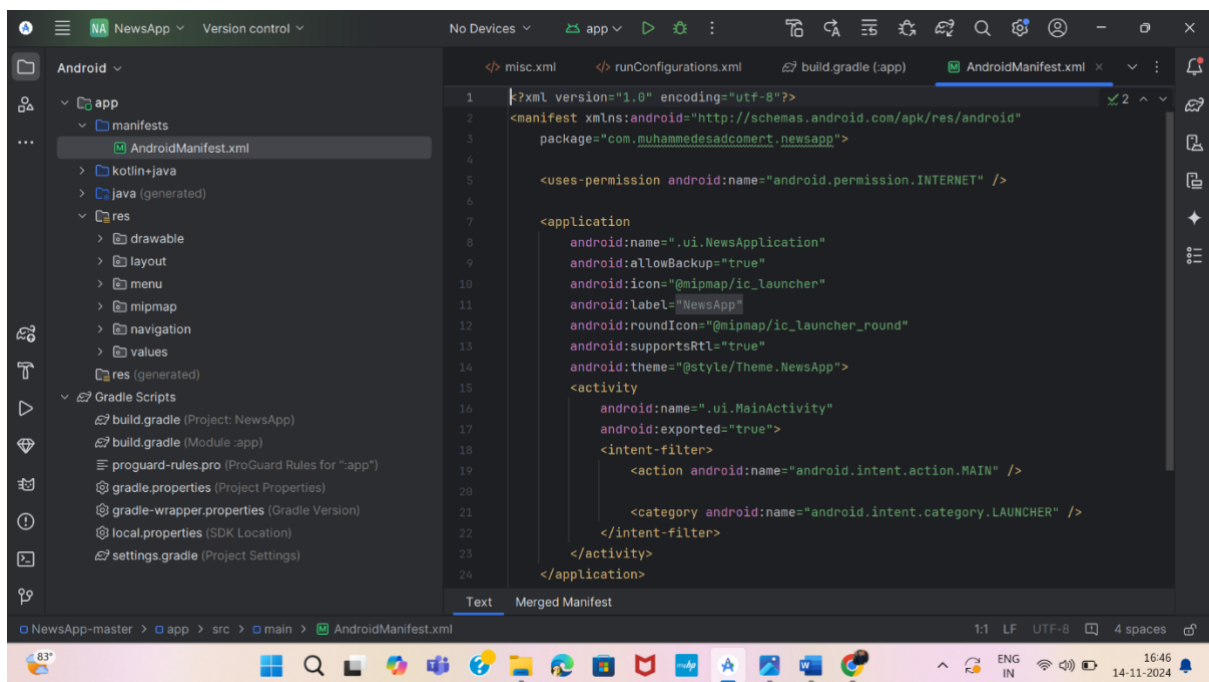 NA NewsApp Version control No Devices app
Android
app
manifests
AndroidManifest.xml
kotlin+java
java (generated)
res
drawable
layout
menu
mipmap
navigation
values
res (generated)
Gradle Scripts
build.gradle (Project: NewsApp)
build.gradle (Module :app)
proguard-rules.pro (ProGuard Rules for ":app")
gradle.properties (Project Properties)
gradle-wrapper.properties (Gradle Version)
local.properties (SDK Location)
settings.gradle (Project Settings)
misc.xml runConfigurations.xml build.gradle (:app) AndroidManifest.xml
1 <?xml version="1.0" encoding="utf-8"?> 2
2 <manifest xmlns:android="http://schemas.android.com/apk/res/android"
3 package="com.muhammedesadcomert.newsapp">
4
5 <uses-permission android:name="android.permission.INTERNET" />
6
7 <application
8 android:name=".ui.NewsApplication"
9 android:allowBackup="true"
10 android:icon="@mipmap/ic_launcher"
11 android:label="NewsApp"
12 android:roundIcon="@mipmap/ic_launcher_round"
13 android:supportsRtl="true"
14 android:theme="@style/Theme.NewsApp">
15 <activity
16 android:name=".ui.MainActivity"
17 android:exported="true">
18 <intent-filter>
19 <action android:name="android.intent.action.MAIN" />
20
21 <category android:name="android.intent.category.LAUNCHER" />
22 </intent-filter>
23 </activity>
24 </application>
Text Merged Manifest
NewsApp-master > app > src > main > AndroidManifest.xml 1:1 LF UTF-8 4 spaces
83° myhp ENG 16:46
IN 14-11-2024